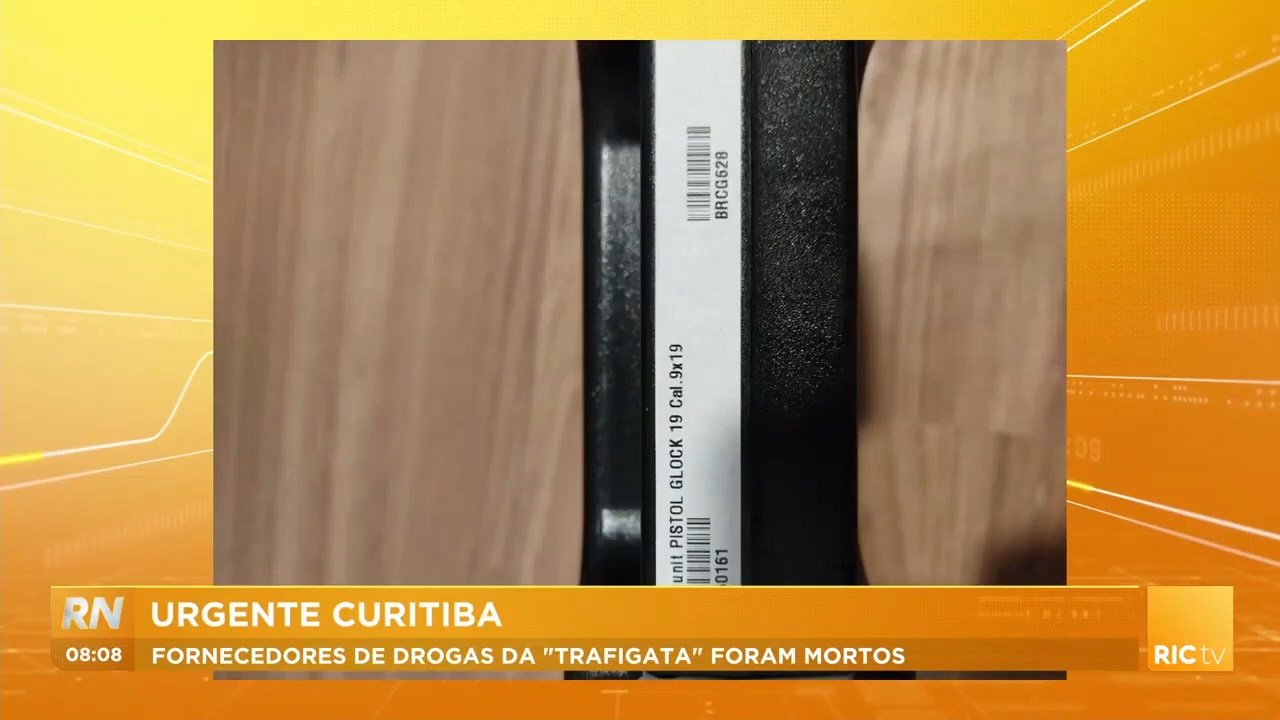 BRCG628
unit PISTOL GLOCK 19 Cal.9x19
0161
RN
URGENTE CURITIBA
08:08
FORNECEDORES DE DROGAS DA "TRAFIGATA" FORAM MORTOS
RIC tv